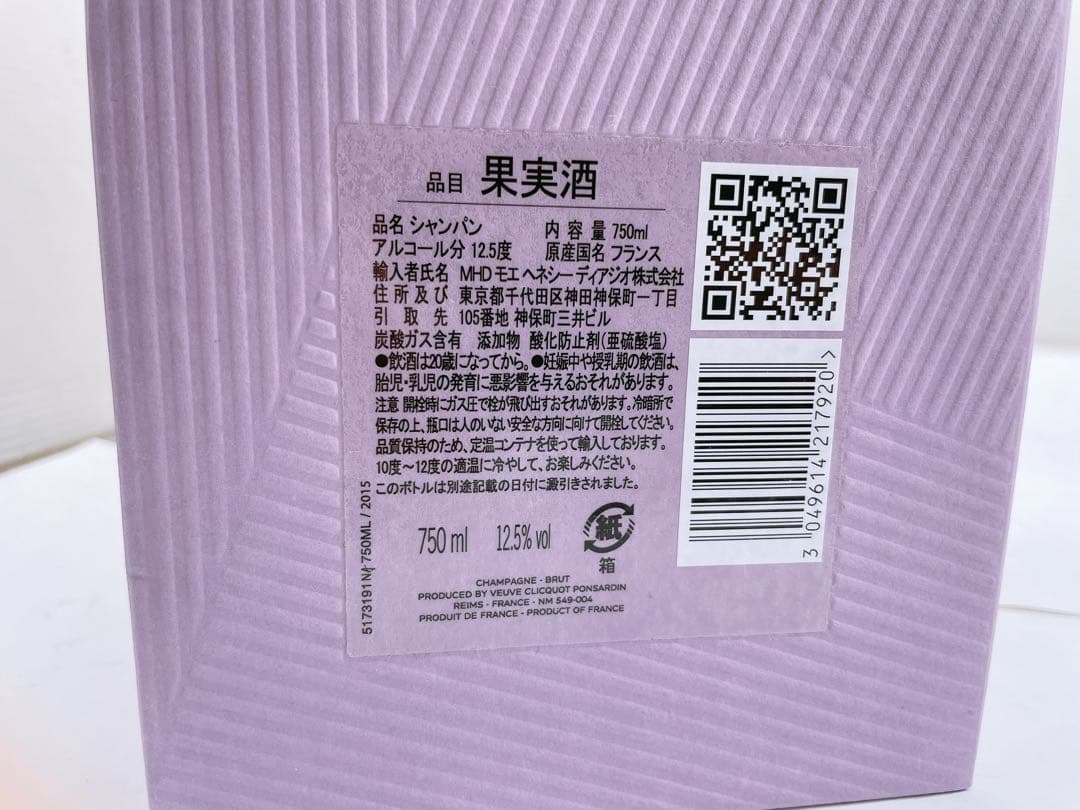 品目 果実酒
品名 シャンパン 内容量 750ml
アルコール分 12.5度 原産国名 フランス
輸入者氏名 MHD モエ ヘネシー ディアジオ株式会社
住所及び 東京都千代田区神田神保町一丁目
引取先 105番地 神保町三井ビル
炭酸ガス含有 添加物 酸化防止剤(亜硫酸塩)
●飲酒は20歳になってから。●妊娠中や授乳期の飲酒は、
胎児・乳児の発育に悪影響を与えるおそれがあります。
注意 開栓時にガス圧で栓が飛び出すおそれがあります。冷暗所で
保存の上、瓶口は人のいない安全な方向に向けて開栓してください。
品質保持のため、定温コンテナを使って輸入しております。
10度〜12度の適温に冷やして、お楽しみください。
このボトルは別途記載の日付に澱引きされました。
750 ml 12.5% vol
紙
箱
CHAMPAGNE - BRUT
PRODUCED BY VEUVE CLICQUOT PONSARDIN
REIMS - FRANCE - NM 549-004
PRODUIT DE FRANCE - PRODUCT OF FRANCE
5173191NA 750ML / 2015
3 049614 217920 >